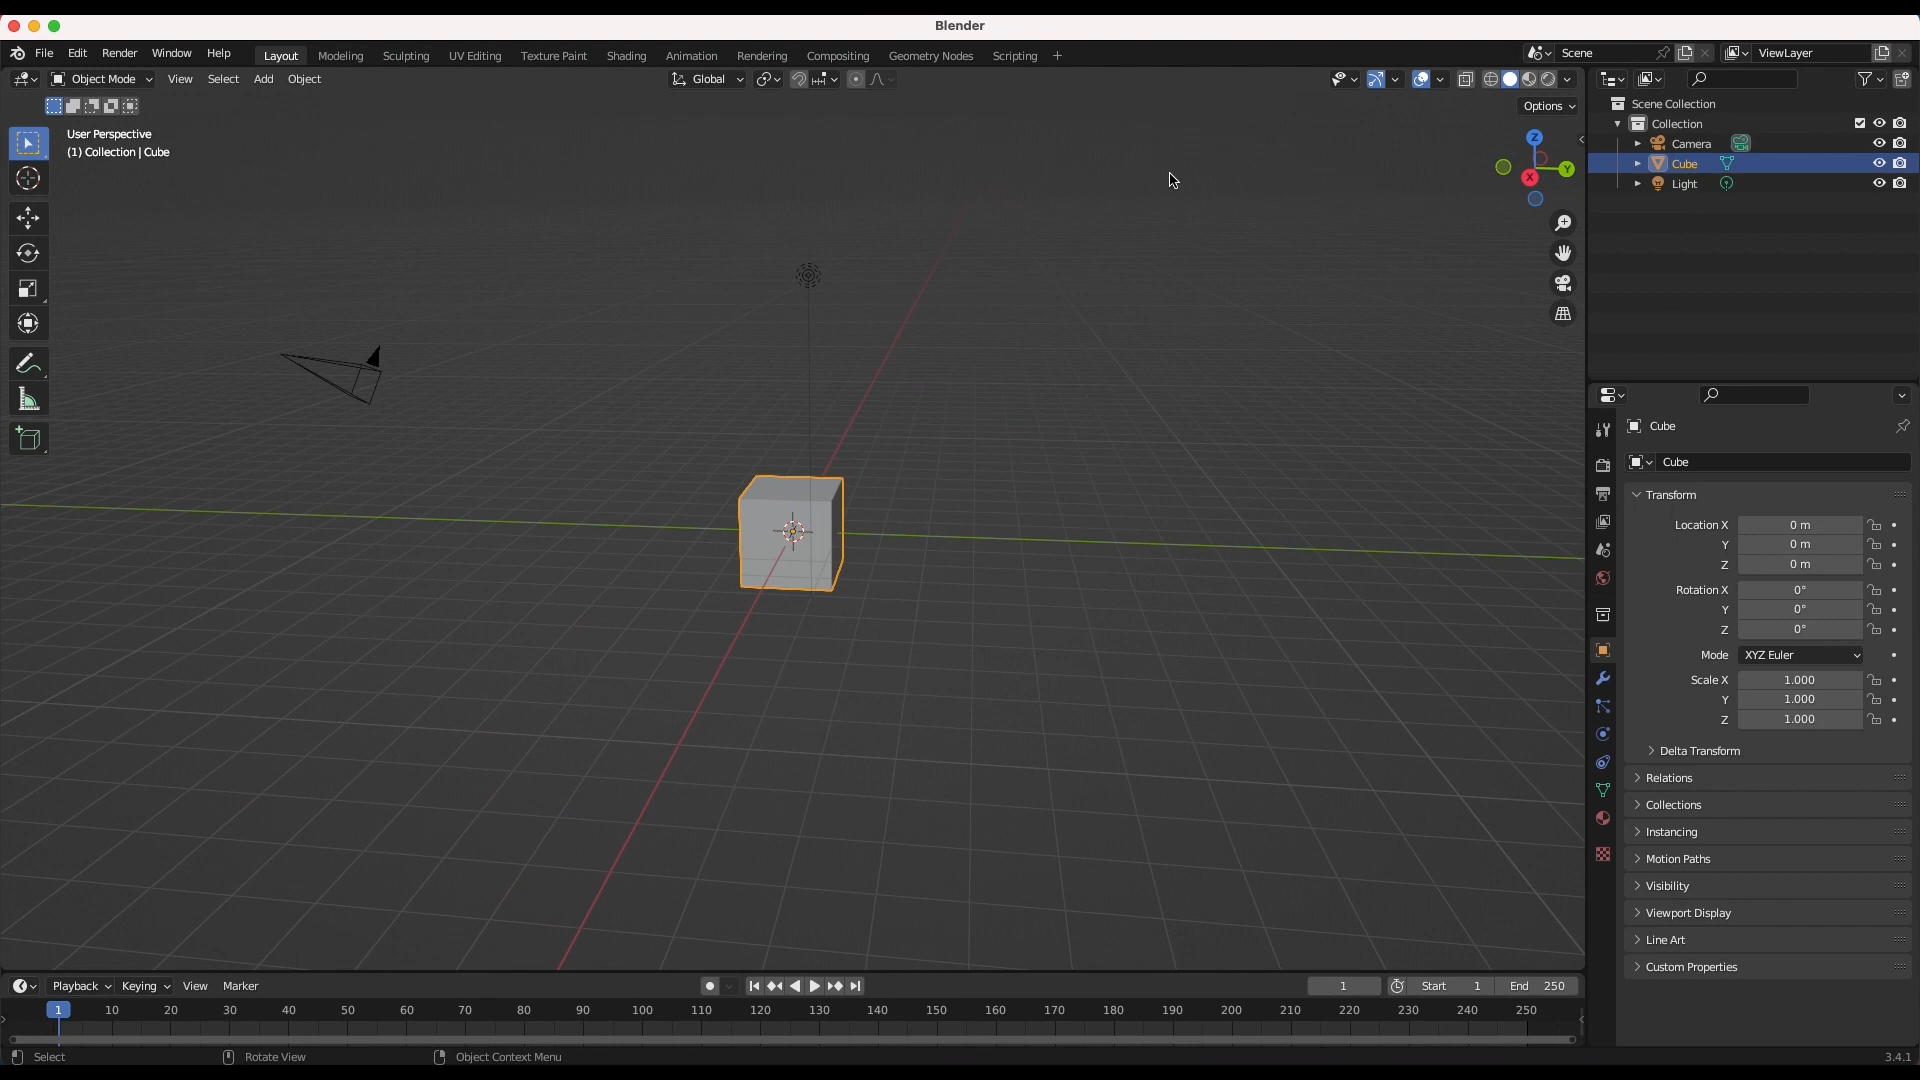 Blender
File Edit Render Window Help Layout Modeling Sculpting UV Editing Texture Paint Shading Animation Rendering Compositing Geometry Nodes Scripting + Scene ViewLayer
Object Mode View Select Add Object Global
Options
User Perspective
(1) Collection | Cube
Z
Y
X
Scene Collection
Collection
Camera
Cube
Light
Cube
Cube
Transform
Location X 0 m
Y 0 m
Z 0 m
Rotation X 0°
Y 0°
Z 0°
Mode XYZ Euler
Scale X 1.000
Y 1.000
Z 1.000
Delta Transform
Relations
Collections
Instancing
Motion Paths
Visibility
Viewport Display
Line Art
Custom Properties
Playback Keying View Marker 1 Start 1 End 250
1 10 20 30 40 50 60 70 80 90 100 110 120 130 140 150 160 170 180 190 200 210 220 230 240 250
Select Rotate View Object Context Menu 3.4.1